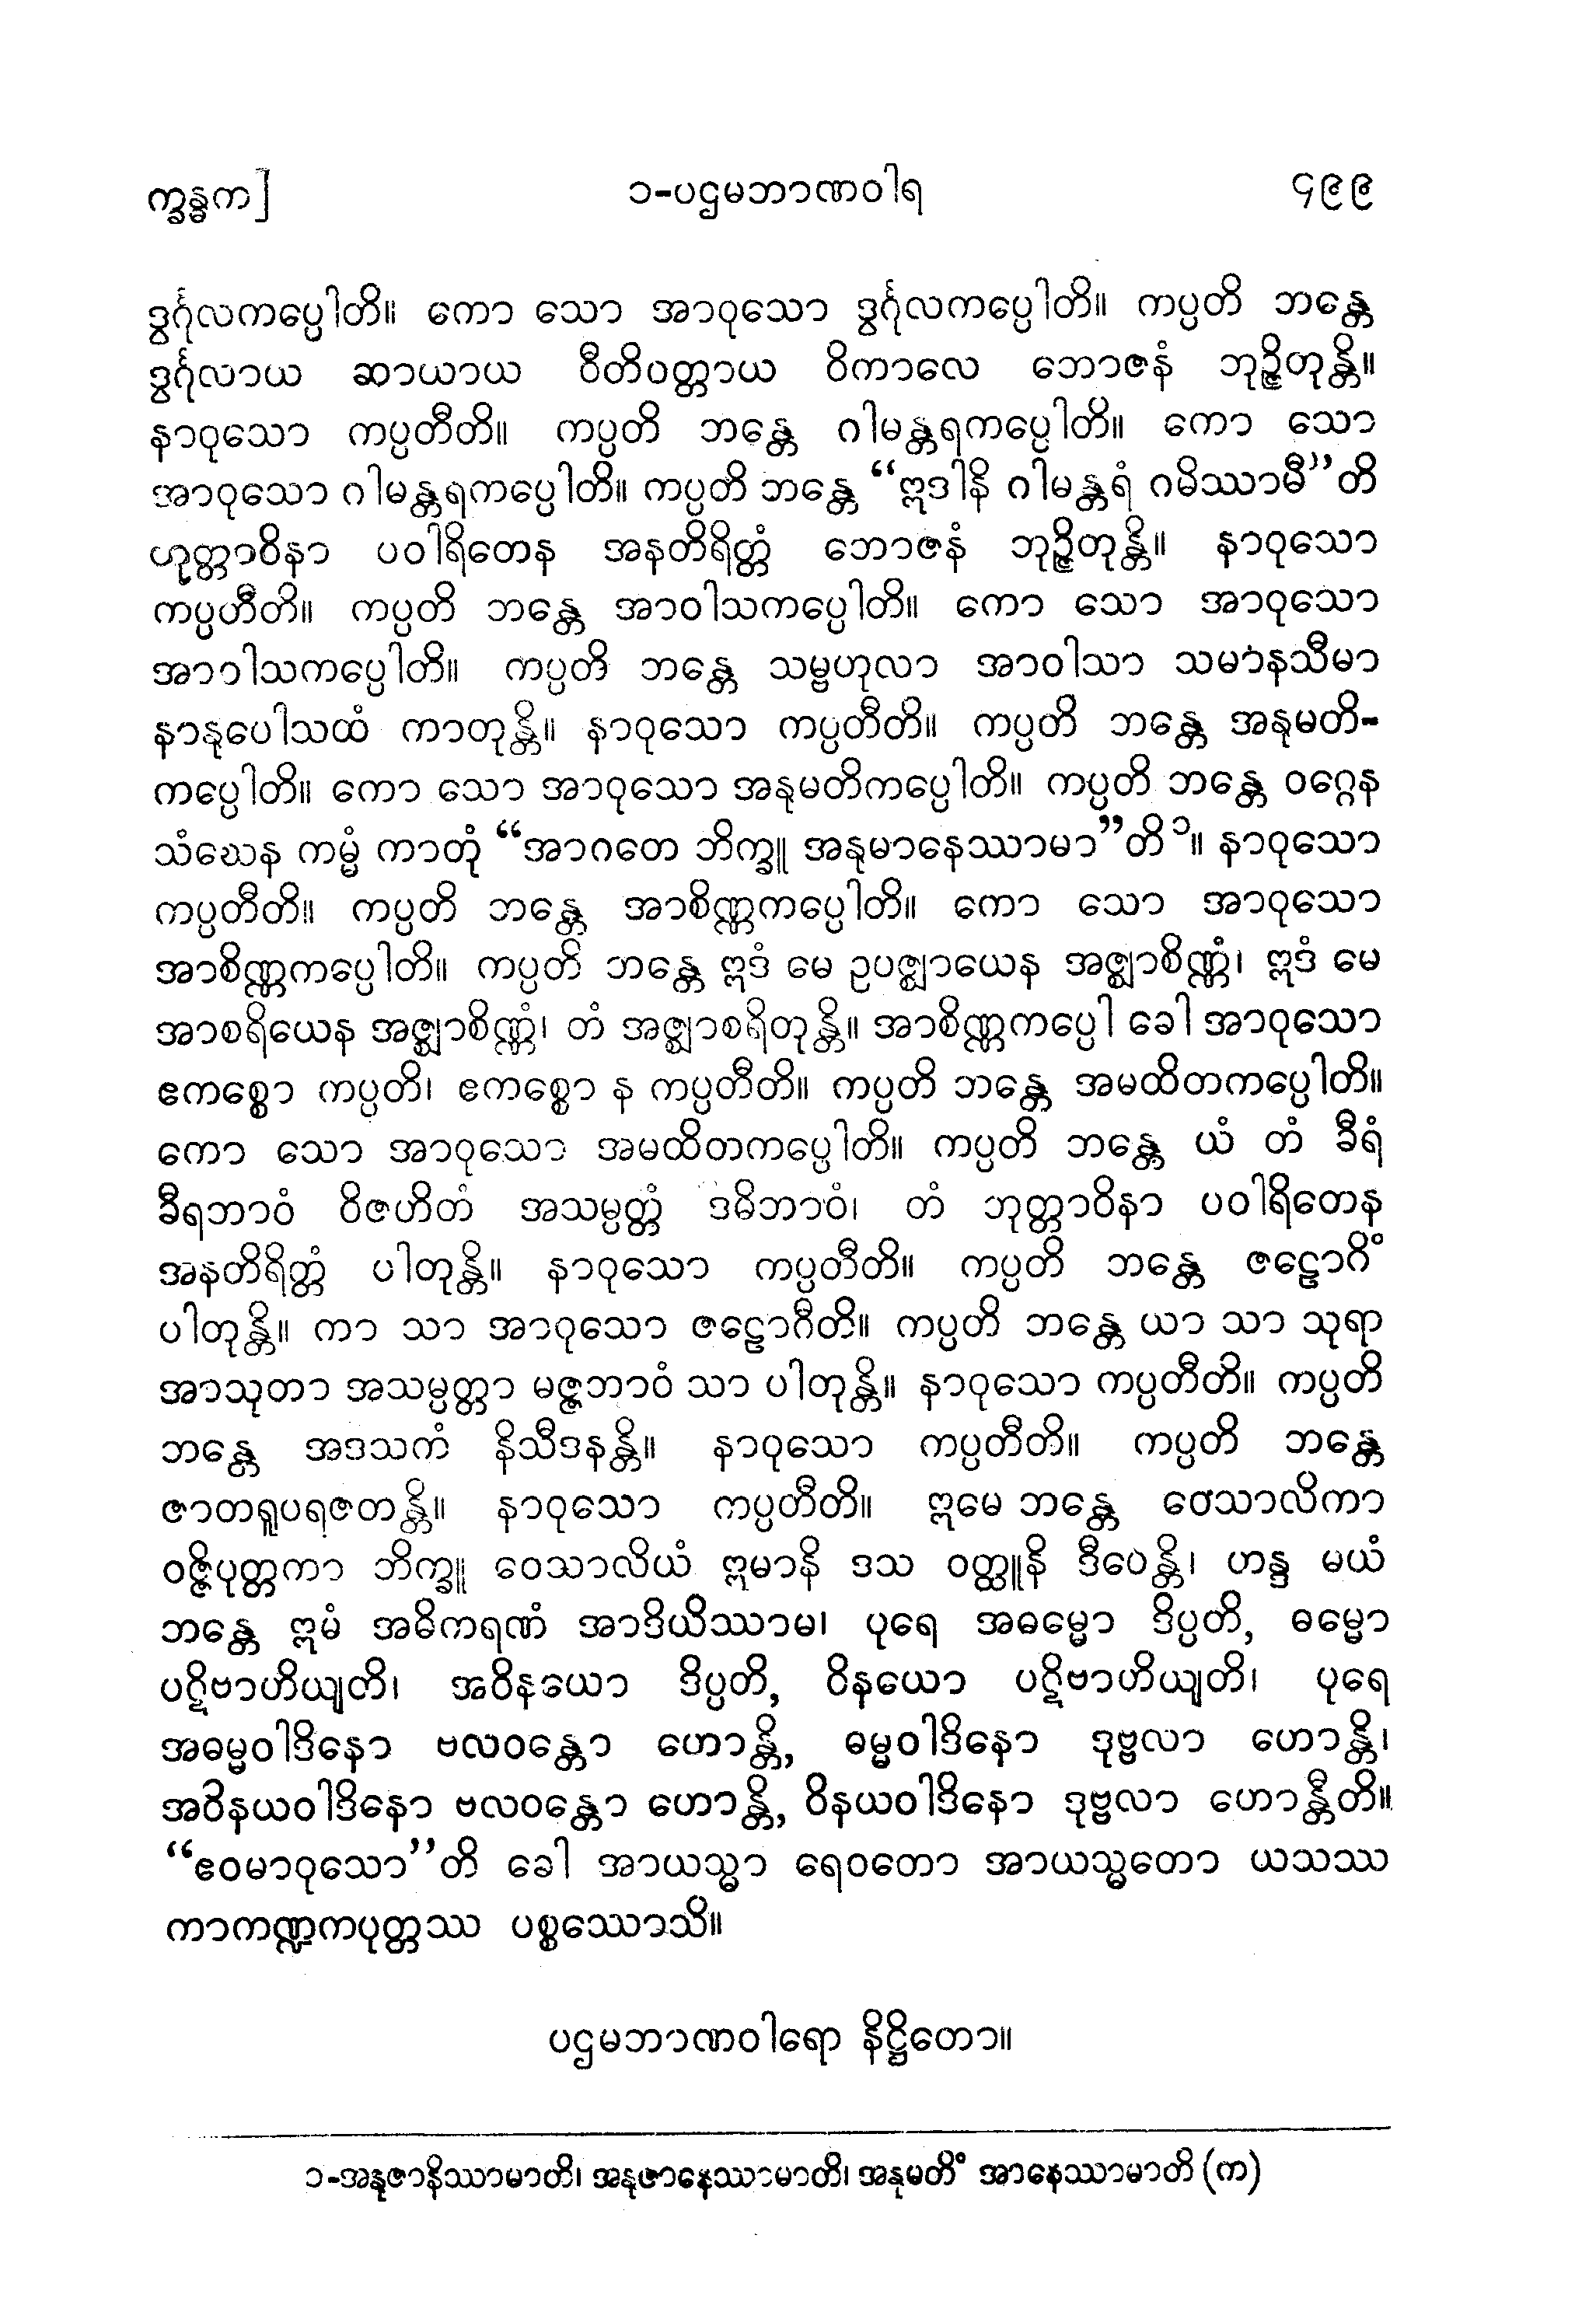 က္ခန္ဓက] ၁-ပဌမဘာဏဝါရ ၄၉၉
ဒွင်္ဂုလကပ္ပေါတိ။ ကော သော အာဝုသော ဒွင်္ဂုလကပ္ပေါတိ။ ကပ္ပတိ ဘန္တေ
ဒွင်္ဂုလာယ ဆာယာယ ဝီတိဝတ္တာယ ဝိကာလေ ဘောဇနံ ဘုဉ္ဇိတုန္တိ။
နာဝုသော ကပ္ပတီတိ။ ကပ္ပတိ ဘန္တေ ဂါမန္တရကပ္ပေါတိ။ ကော သော
အာဝုသော ဂါမန္တရကပ္ပေါတိ။ ကပ္ပတိ ဘန္တေ “ဣဒါနိ ဂါမန္တရံ ဂမိဿာမီ”တိ
ဘုတ္တာဝိနာ ပဝါရိတေန အနတိရိတ္တံ ဘောဇနံ ဘုဉ္ဇိတုန္တိ။ နာဝုသော
ကပ္ပတီတိ။ ကပ္ပတိ ဘန္တေ အာဝါသကပ္ပေါတိ။ ကော သော အာဝုသော
အာဝါသကပ္ပေါတိ။ ကပ္ပတိ ဘန္တေ သမ္ဗဟုလာ အာဝါသာ သမာနသီမာ
နာနုပေါသထံ ကာတုန္တိ။ နာဝုသော ကပ္ပတီတိ။ ကပ္ပတိ ဘန္တေ အနုမတိ-
ကပ္ပေါတိ။ ကော သော အာဝုသော အနုမတိကပ္ပေါတိ။ ကပ္ပတိ ဘန္တေ ဝဂ္ဂေန
သံဃေန ကမ္မံ ကာတုံ “အာဂတေ ဘိက္ခူ အနုမာနေဿာမာ”တိ၁။ နာဝုသော
ကပ္ပတီတိ။ ကပ္ပတိ ဘန္တေ အာစိဏ္ဏကပ္ပေါတိ။ ကော သော အာဝုသော
အာစိဏ္ဏကပ္ပေါတိ။ ကပ္ပတိ ဘန္တေ ဣဒံ မေ ဥပဇ္ဈာယေန အဇ္ဈာစိဏ္ဏံ၊ ဣဒံ မေ
အာစရိယေန အဇ္ဈာစိဏ္ဏံ၊ တံ အဇ္ဈာစရိတုန္တိ။ အာစိဏ္ဏကပ္ပေါ ခေါ အာဝုသော
ဧကစ္စော ကပ္ပတိ၊ ဧကစ္စော န ကပ္ပတီတိ။ ကပ္ပတိ ဘန္တေ အမထိတကပ္ပေါတိ။
ကော သော အာဝုသော အမထိတကပ္ပေါတိ။ ကပ္ပတိ ဘန္တေ ယံ တံ ခီရံ
ခီရဘာဝံ ဝိဇဟိတံ အသမ္ပတ္တံ ဒဓိဘာဝံ၊ တံ ဘုတ္တာဝိနာ ပဝါရိတေန
အနတိရိတ္တံ ပါတုန္တိ။ နာဝုသော ကပ္ပတီတိ။ ကပ္ပတိ ဘန္တေ ဇဠောဂိံ
ပါတုန္တိ။ ကာ သာ အာဝုသော ဇဠောဂီတိ။ ကပ္ပတိ ဘန္တေ ယာ သာ သုရာ
အာသုတာ အသမ္ပတ္တာ မဇ္ဇဘာဝံ သာ ပါတုန္တိ။ နာဝုသော ကပ္ပတီတိ။ ကပ္ပတိ
ဘန္တေ အဒသကံ နိသီဒနန္တိ။ နာဝုသော ကပ္ပတီတိ။ ကပ္ပတိ ဘန္တေ
ဇာတရူပရဇတန္တိ။ နာဝုသော ကပ္ပတီတိ။ ဣမေ ဘန္တေ ဝေသာလိကာ
ဝဇ္ဇိပုတ္တကာ ဘိက္ခူ ဝေသာလိယံ ဣမာနိ ဒသ ဝတ္ထူနိ ဒီပေန္တိ၊ ဟန္ဒ မယံ
ဘန္တေ ဣမံ အဓိကရဏံ အာဒိယိဿာမ၊ ပုရေ အဓမ္မော ဒိပ္ပတိ, ဓမ္မော
ပဋိဗာဟိယျတိ၊ အဝိနယော ဒိပ္ပတိ, ဝိနယော ပဋိဗာဟိယျတိ၊ ပုရေ
အဓမ္မဝါဒိနော ဗလဝန္တော ဟောန္တိ, ဓမ္မဝါဒိနော ဒုဗ္ဗလာ ဟောန္တိ၊
အဝိနယဝါဒိနော ဗလဝန္တော ဟောန္တိ, ဝိနယဝါဒိနော ဒုဗ္ဗလာ ဟောန္တီတိ။
“ဧဝမာဝုသော”တိ ခေါ အာယသ္မာ ရေဝတော အာယသ္မတော ယသဿ
ကာကဏ္ဍကပုတ္တဿ ပစ္စဿောသိ။
ပဌမဘာဏဝါရော နိဋ္ဌိတော။
၁-အနုဇာနိဿာမာတိ၊ အနုဇာနေဿာမာတိ၊ အနုမတိံ အာနေဿာမာတိ (က)